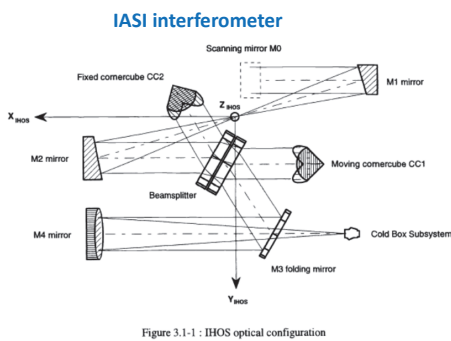 IASI interferometer
Scanning mirror M0
Fixed cornercube CC2
M1 mirror
Z IHOS
X IHOS
M2 mirror
Moving cornercube CC1
Beamsplitter
M4 mirror
Cold Box Subsystem
M3 folding mirror
Y IHOS
Figure 3.1-1 : IHOS optical configuration